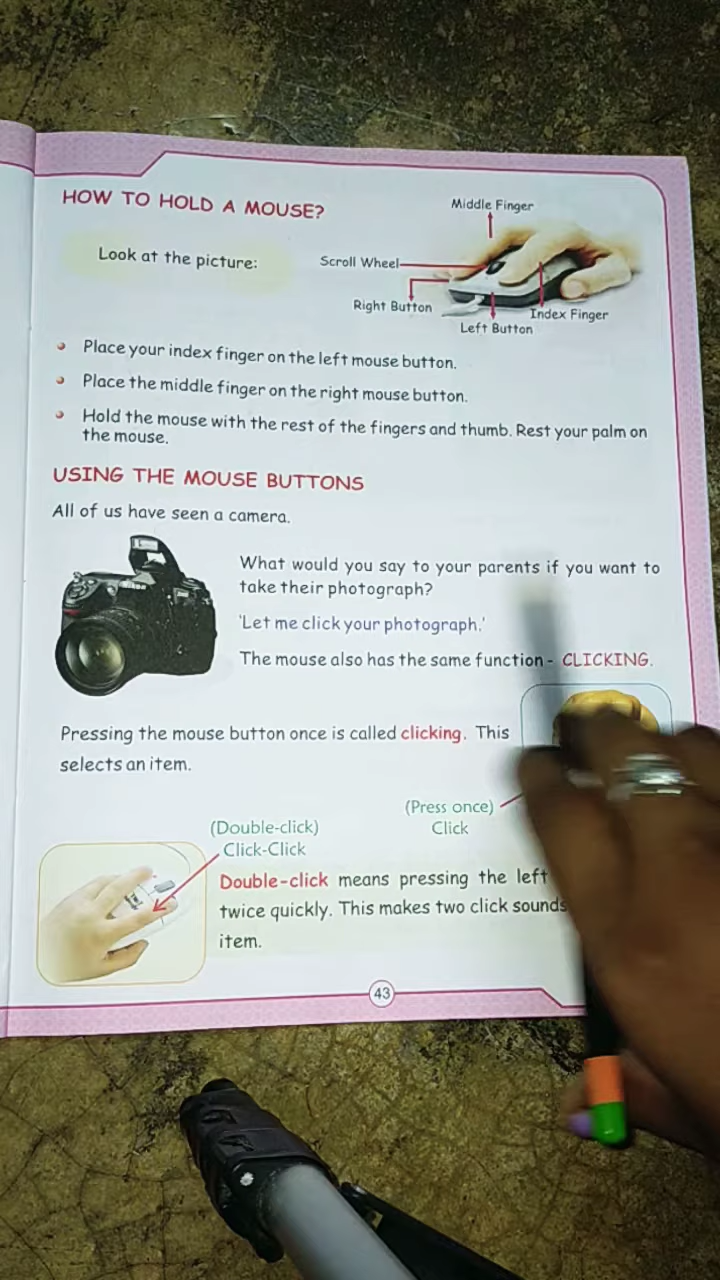 HOW TO HOLD A MOUSE?
Middle Finger
Look at the picture:
Scroll Wheel
Right Button
Index Finger
Left Button
Place your index finger on the left mouse button.
Place the middle finger on the right mouse button.
Hold the mouse with the rest of the fingers and thumb. Rest your palm on
the mouse.
USING THE MOUSE BUTTONS
All of us have seen a camera.
What would you say to your parents if you want to
take their photograph?
'Let me click your photograph.'
The mouse also has the same function - CLICKING.
Pressing the mouse button once is called clicking. This
selects an item.
(Press once)
Click
(Double-click)
Click-Click
Double-click means pressing the left
twice quickly. This makes two click sounds
item.
43